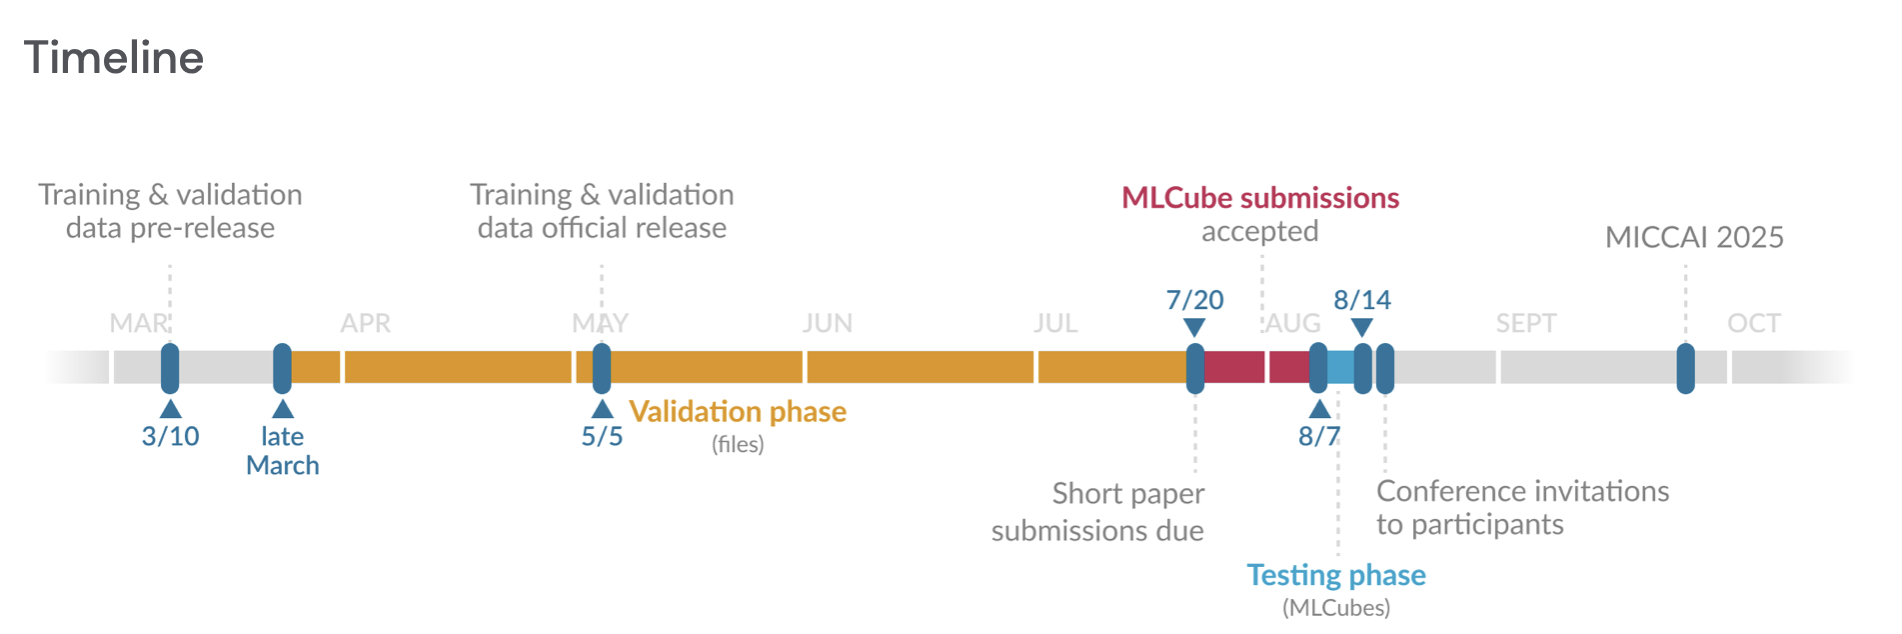 Timeline
Training & validation
data pre-release
Training & validation
data official release
MLCube submissions
accepted
MICCAI 2025
7/20
8/14
MAR
APR
MAY
JUN
JUL
AUG
SEPT
OCT
3/10
late
March
5/5
Validation phase
(files)
8/7
Short paper
submissions due
Conference invitations
to participants
Testing phase
(MLCubes)